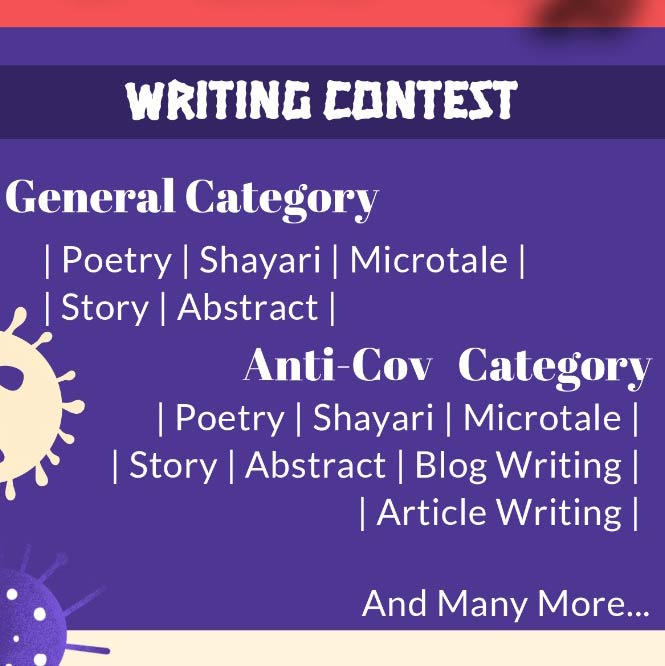 WRITING CONTEST
General Category
| Poetry | Shayari | Microtale |
| Story | Abstract |
Anti-Cov Category
| Poetry | Shayari | Microtale |
| Story | Abstract | Blog Writing |
| Article Writing |
And Many More...